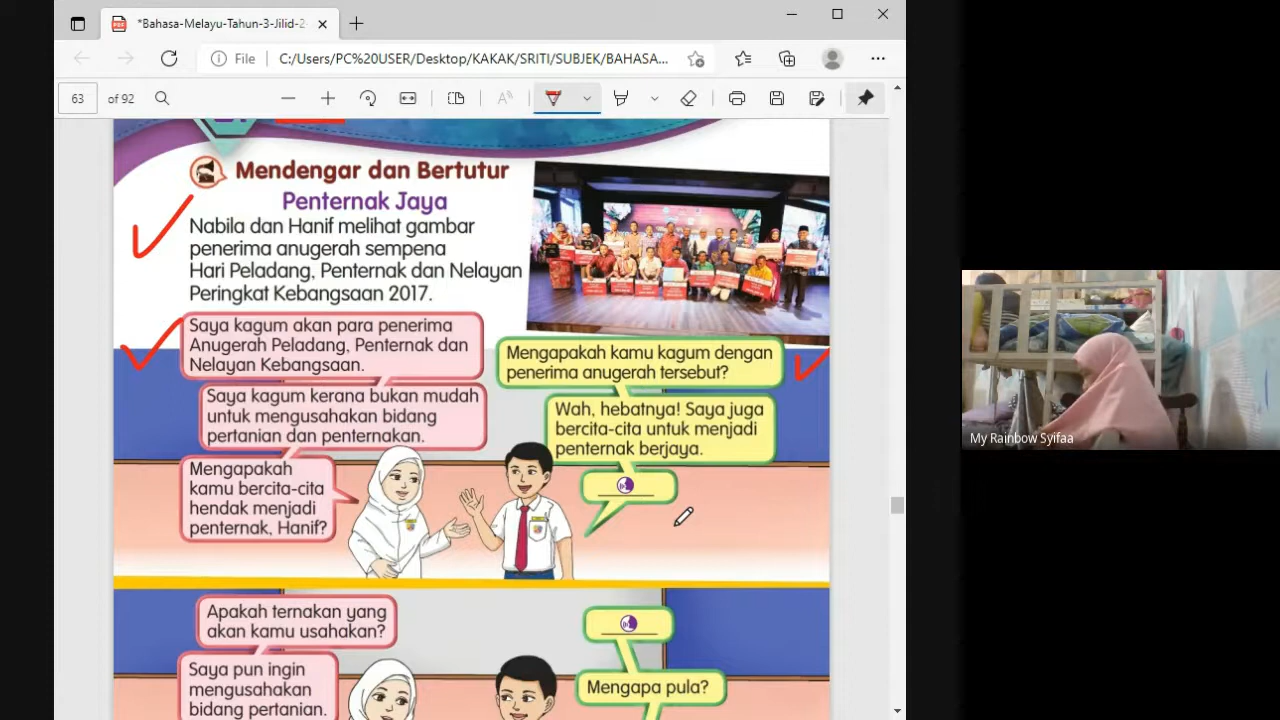 *Bahasa-Melayu-Tahun-3-Jilid-2-
File
C:/Users/PC%20USER/Desktop/KAKAK/SRITI/SUBJEK/BAHASA...
63
of 92
Mendengar dan Bertutur
Penternak Jaya
Nabila dan Hanif melihat gambar
penerima anugerah sempena
Hari Peladang, Penternak dan Nelayan
Peringkat Kebangsaan 2017.
Saya kagum akan para penerima
Anugerah Peladang, Penternak dan
Nelayan Kebangsaan.
Mengapakah kamu kagum dengan
penerima anugerah tersebut?
Saya kagum kerana bukan mudah
untuk mengusahakan bidang
pertanian dan penternakan.
Wah, hebatnya! Saya juga
bercita-cita untuk menjadi
penternak berjaya.
Mengapakah
kamu bercita-cita
hendak menjadi
penternak, Hanif?
Apakah ternakan yang
akan kamu usahakan?
Saya pun ingin
mengusahakan
bidang pertanian.
Mengapa pula?
My Rainbow Syifaa